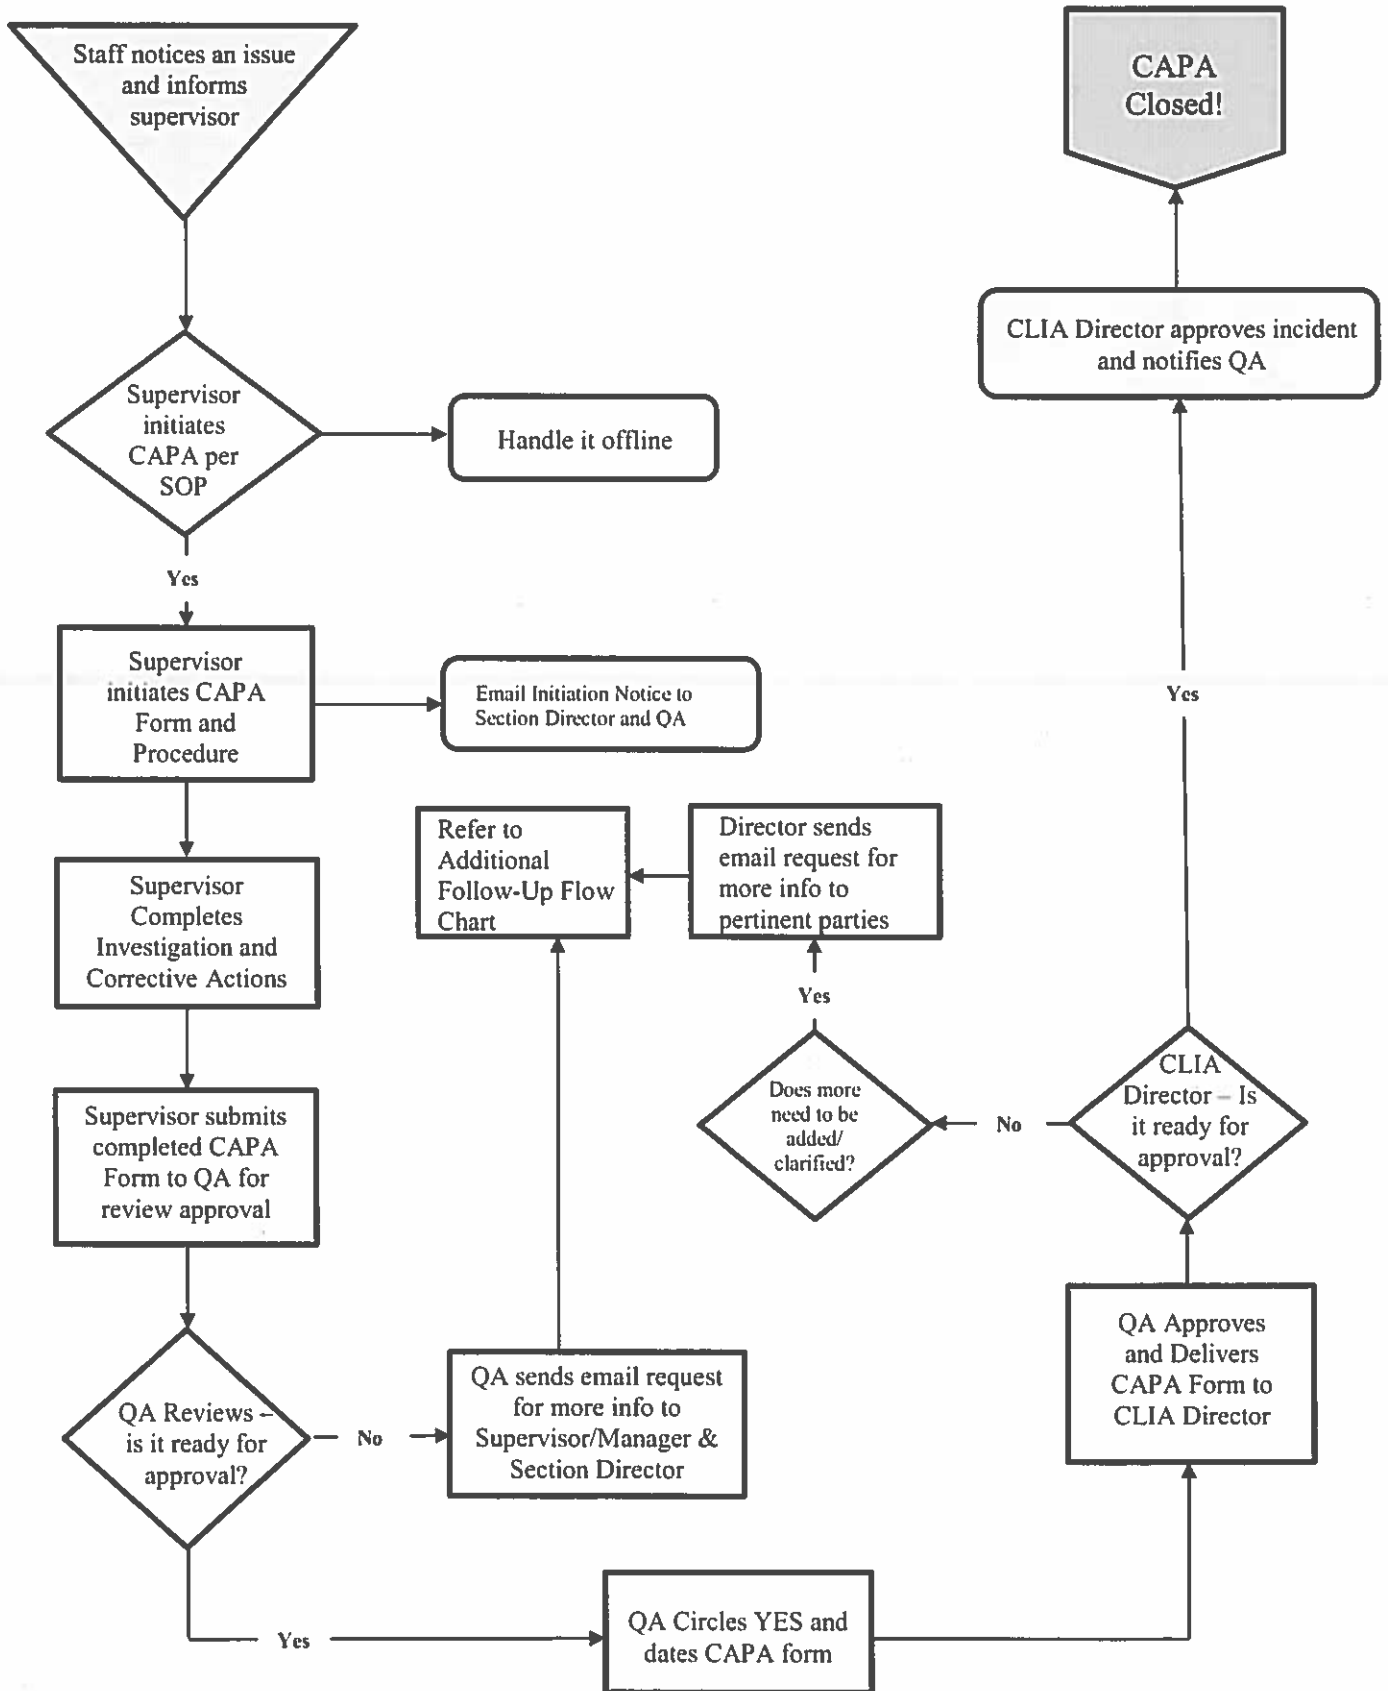 Staff notices an issue
and informs
supervisor
CAPA
Closed!
CLIA Director approves incident
and notifies QA
Supervisor
initiates
CAPA per
SOP
Handle it offline
Yes
Supervisor
initiates CAPA
Form and
Procedure
Email Initiation Notice to
Section Director and QA
Yes
Refer to
Additional
Follow-Up Flow
Chart
Director sends
email request for
more info to
pertinent parties
Supervisor
Completes
Investigation and
Corrective Actions
Yes
Supervisor submits
completed CAPA
Form to QA for
review approval
Does more
need to be
added/
clarified?
No
CLIA
Director – Is
it ready for
approval?
QA Reviews –
is it ready for
approval?
No
QA sends email request
for more info to
Supervisor/Manager &
Section Director
QA Approves
and Delivers
CAPA Form to
CLIA Director
Yes
QA Circles YES and
dates CAPA form